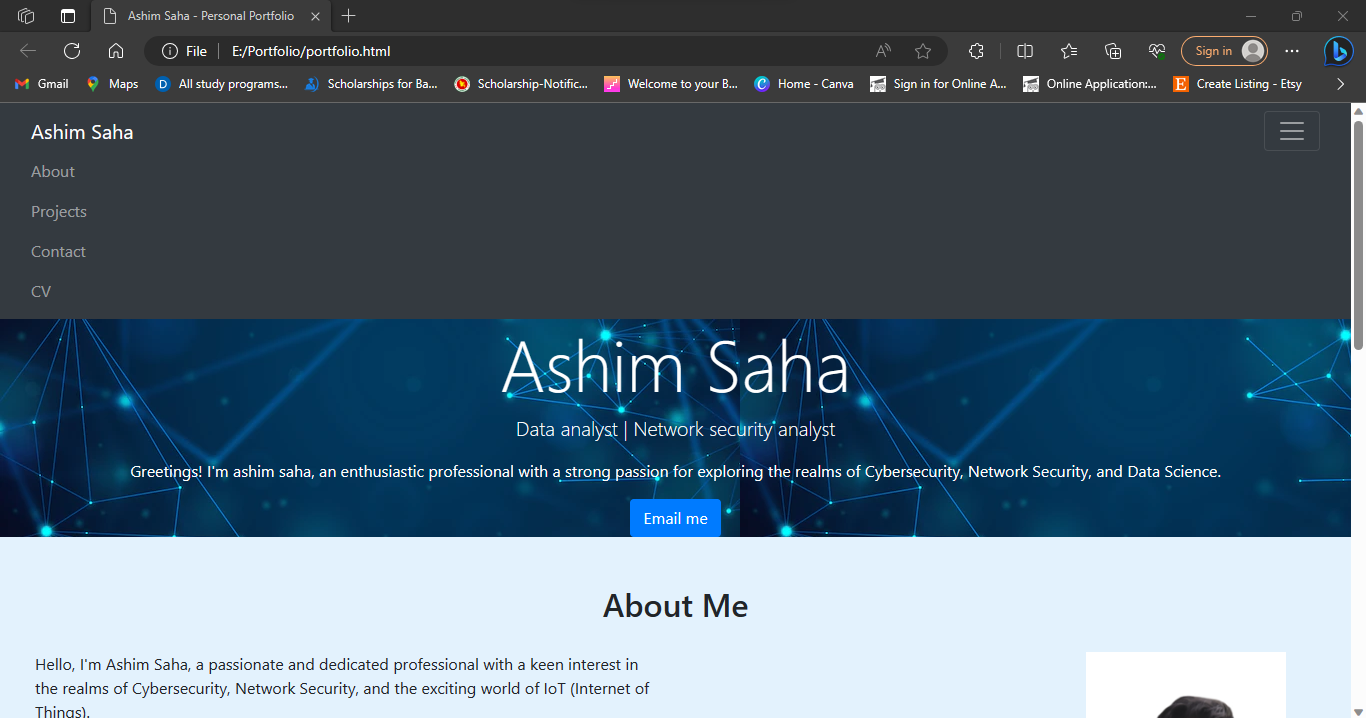 Ashim Saha - Personal Portfolio
File E:/Portfolio/portfolio.html
Sign in
Gmail Maps All study programs... Scholarships for Ba... Scholarship-Notific... Welcome to your B... Home - Canva Sign in for Online A... Online Application:... Create Listing - Etsy
Ashim Saha
About
Projects
Contact
CV
Ashim Saha
Data analyst | Network security analyst
Greetings! I'm ashim saha, an enthusiastic professional with a strong passion for exploring the realms of Cybersecurity, Network Security, and Data Science.
Email me
About Me
Hello, I'm Ashim Saha, a passionate and dedicated professional with a keen interest in
the realms of Cybersecurity, Network Security, and the exciting world of IoT (Internet of
Things).